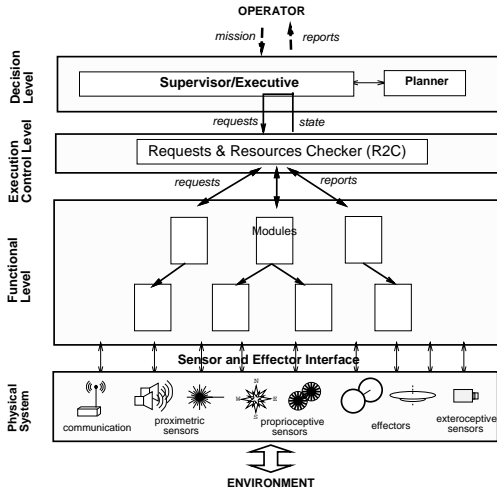 OPERATOR
mission
reports
Decision
Level
Supervisor/Executive
Planner
requests
state
Execution
Control Level
Requests & Resources Checker (R2C)
requests
reports
Functional
Level
Modules
Sensor and Effector Interface
Physical
System
N
communication
proximetric
sensors
proprioceptive
sensors
effectors
exteroceptive
sensors
ENVIRONMENT